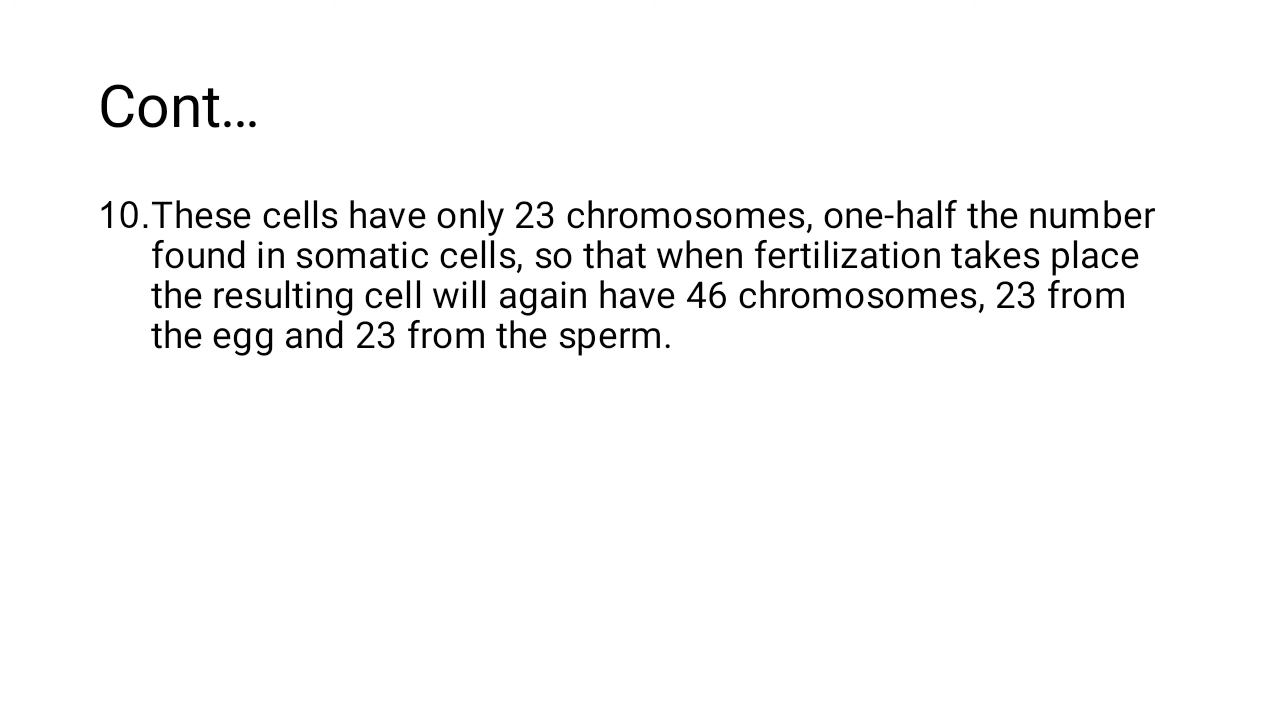 Cont…
10.These cells have only 23 chromosomes, one-half the number
found in somatic cells, so that when fertilization takes place
the resulting cell will again have 46 chromosomes, 23 from
the egg and 23 from the sperm.